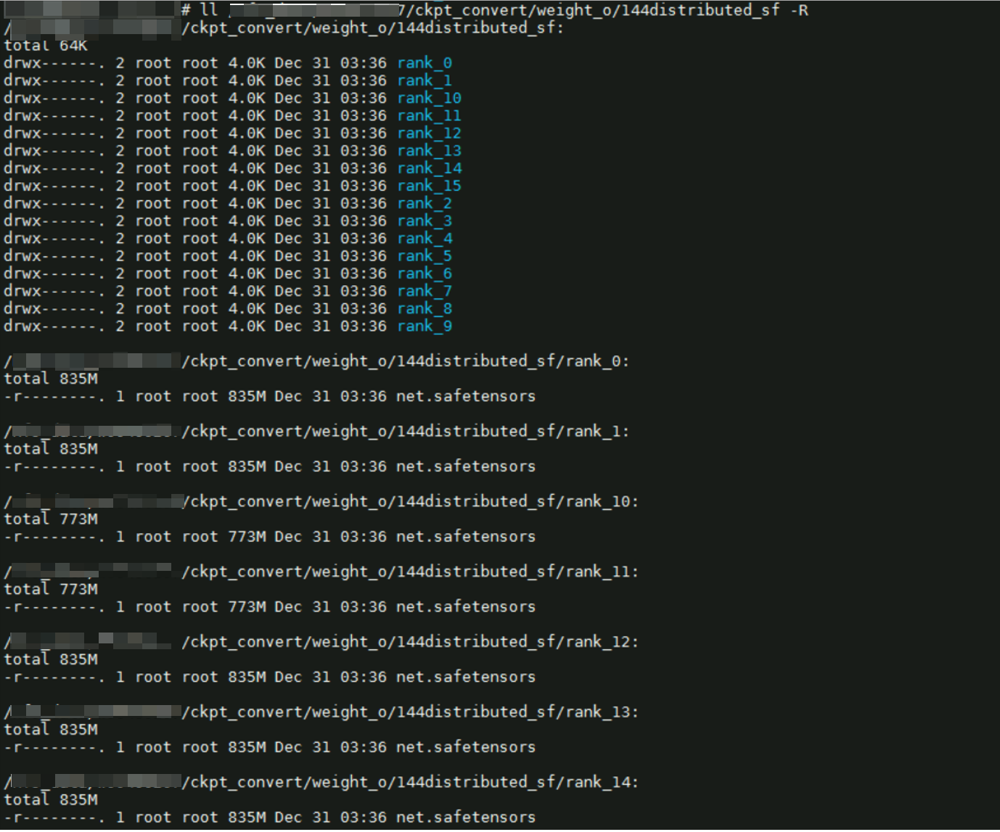 # ll 7/ckpt_convert/weight_o/144distributed_sf -R
/ /ckpt_convert/weight_o/144distributed_sf:
total 64K
drwx------. 2 root root 4.0K Dec 31 03:36 rank_0
drwx------. 2 root root 4.0K Dec 31 03:36 rank_1
drwx------. 2 root root 4.0K Dec 31 03:36 rank_10
drwx------. 2 root root 4.0K Dec 31 03:36 rank_11
drwx------. 2 root root 4.0K Dec 31 03:36 rank_12
drwx------. 2 root root 4.0K Dec 31 03:36 rank_13
drwx------. 2 root root 4.0K Dec 31 03:36 rank_14
drwx------. 2 root root 4.0K Dec 31 03:36 rank_15
drwx------. 2 root root 4.0K Dec 31 03:36 rank_2
drwx------. 2 root root 4.0K Dec 31 03:36 rank_3
drwx------. 2 root root 4.0K Dec 31 03:36 rank_4
drwx------. 2 root root 4.0K Dec 31 03:36 rank_5
drwx------. 2 root root 4.0K Dec 31 03:36 rank_6
drwx------. 2 root root 4.0K Dec 31 03:36 rank_7
drwx------. 2 root root 4.0K Dec 31 03:36 rank_8
drwx------. 2 root root 4.0K Dec 31 03:36 rank_9
/ /ckpt_convert/weight_o/144distributed_sf/rank_0:
total 835M
-r--------. 1 root root 835M Dec 31 03:36 net.safetensors
/ /ckpt_convert/weight_o/144distributed_sf/rank_1:
total 835M
-r--------. 1 root root 835M Dec 31 03:36 net.safetensors
/ /ckpt_convert/weight_o/144distributed_sf/rank_10:
total 773M
-r--------. 1 root root 773M Dec 31 03:36 net.safetensors
/ /ckpt_convert/weight_o/144distributed_sf/rank_11:
total 773M
-r--------. 1 root root 773M Dec 31 03:36 net.safetensors
/ /ckpt_convert/weight_o/144distributed_sf/rank_12:
total 835M
-r--------. 1 root root 835M Dec 31 03:36 net.safetensors
/ /ckpt_convert/weight_o/144distributed_sf/rank_13:
total 835M
-r--------. 1 root root 835M Dec 31 03:36 net.safetensors
/ /ckpt_convert/weight_o/144distributed_sf/rank_14:
total 835M
-r--------. 1 root root 835M Dec 31 03:36 net.safetensors